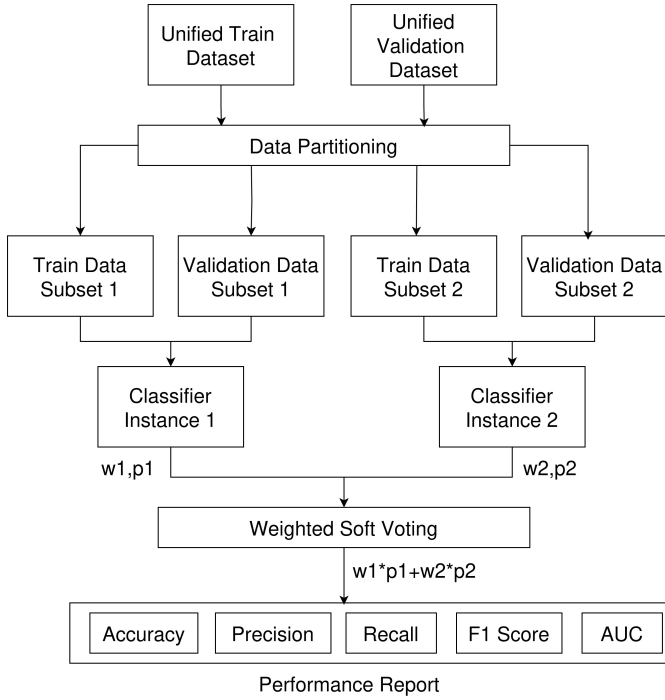 Unified Train
Dataset
Unified
Validation
Dataset
Data Partitioning
Train Data
Subset 1
Validation Data
Subset 1
Train Data
Subset 2
Validation Data
Subset 2
Classifier
Instance 1
Classifier
Instance 2
w1,p1
w2,p2
Weighted Soft Voting
w1*p1+w2*p2
Accuracy
Precision
Recall
F1 Score
AUC
Performance Report